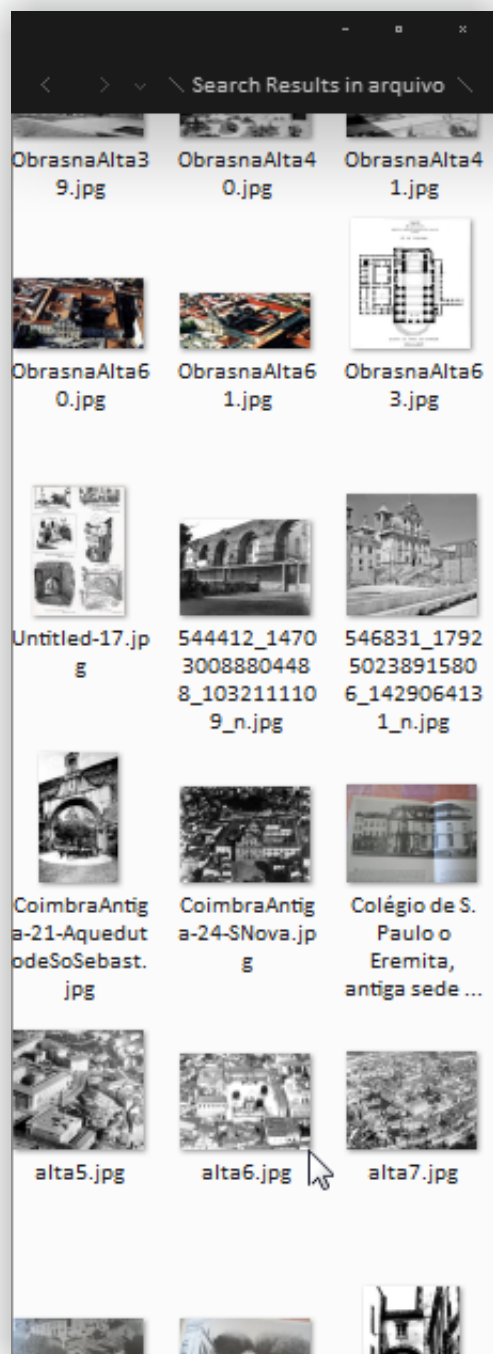 Search Results in arquivo
ObrasnaAlta3
9.jpg
ObrasnaAlta4
0.jpg
ObrasnaAlta4
1.jpg
ObrasnaAlta6
0.jpg
ObrasnaAlta6
1.jpg
ObrasnaAlta6
3.jpg
Untitled-17.jp
g
544412_1470
3008880448
8_103211110
9_n.jpg
546831_1792
5023891580
6_142906413
1_n.jpg
CoimbraAntig
a-21-Aquedut
odeSoSebast.
jpg
CoimbraAntig
a-24-SNova.jp
g
Colégio de S.
Paulo o
Eremita,
antiga sede ...
alta5.jpg
alta6.jpg
alta7.jpg